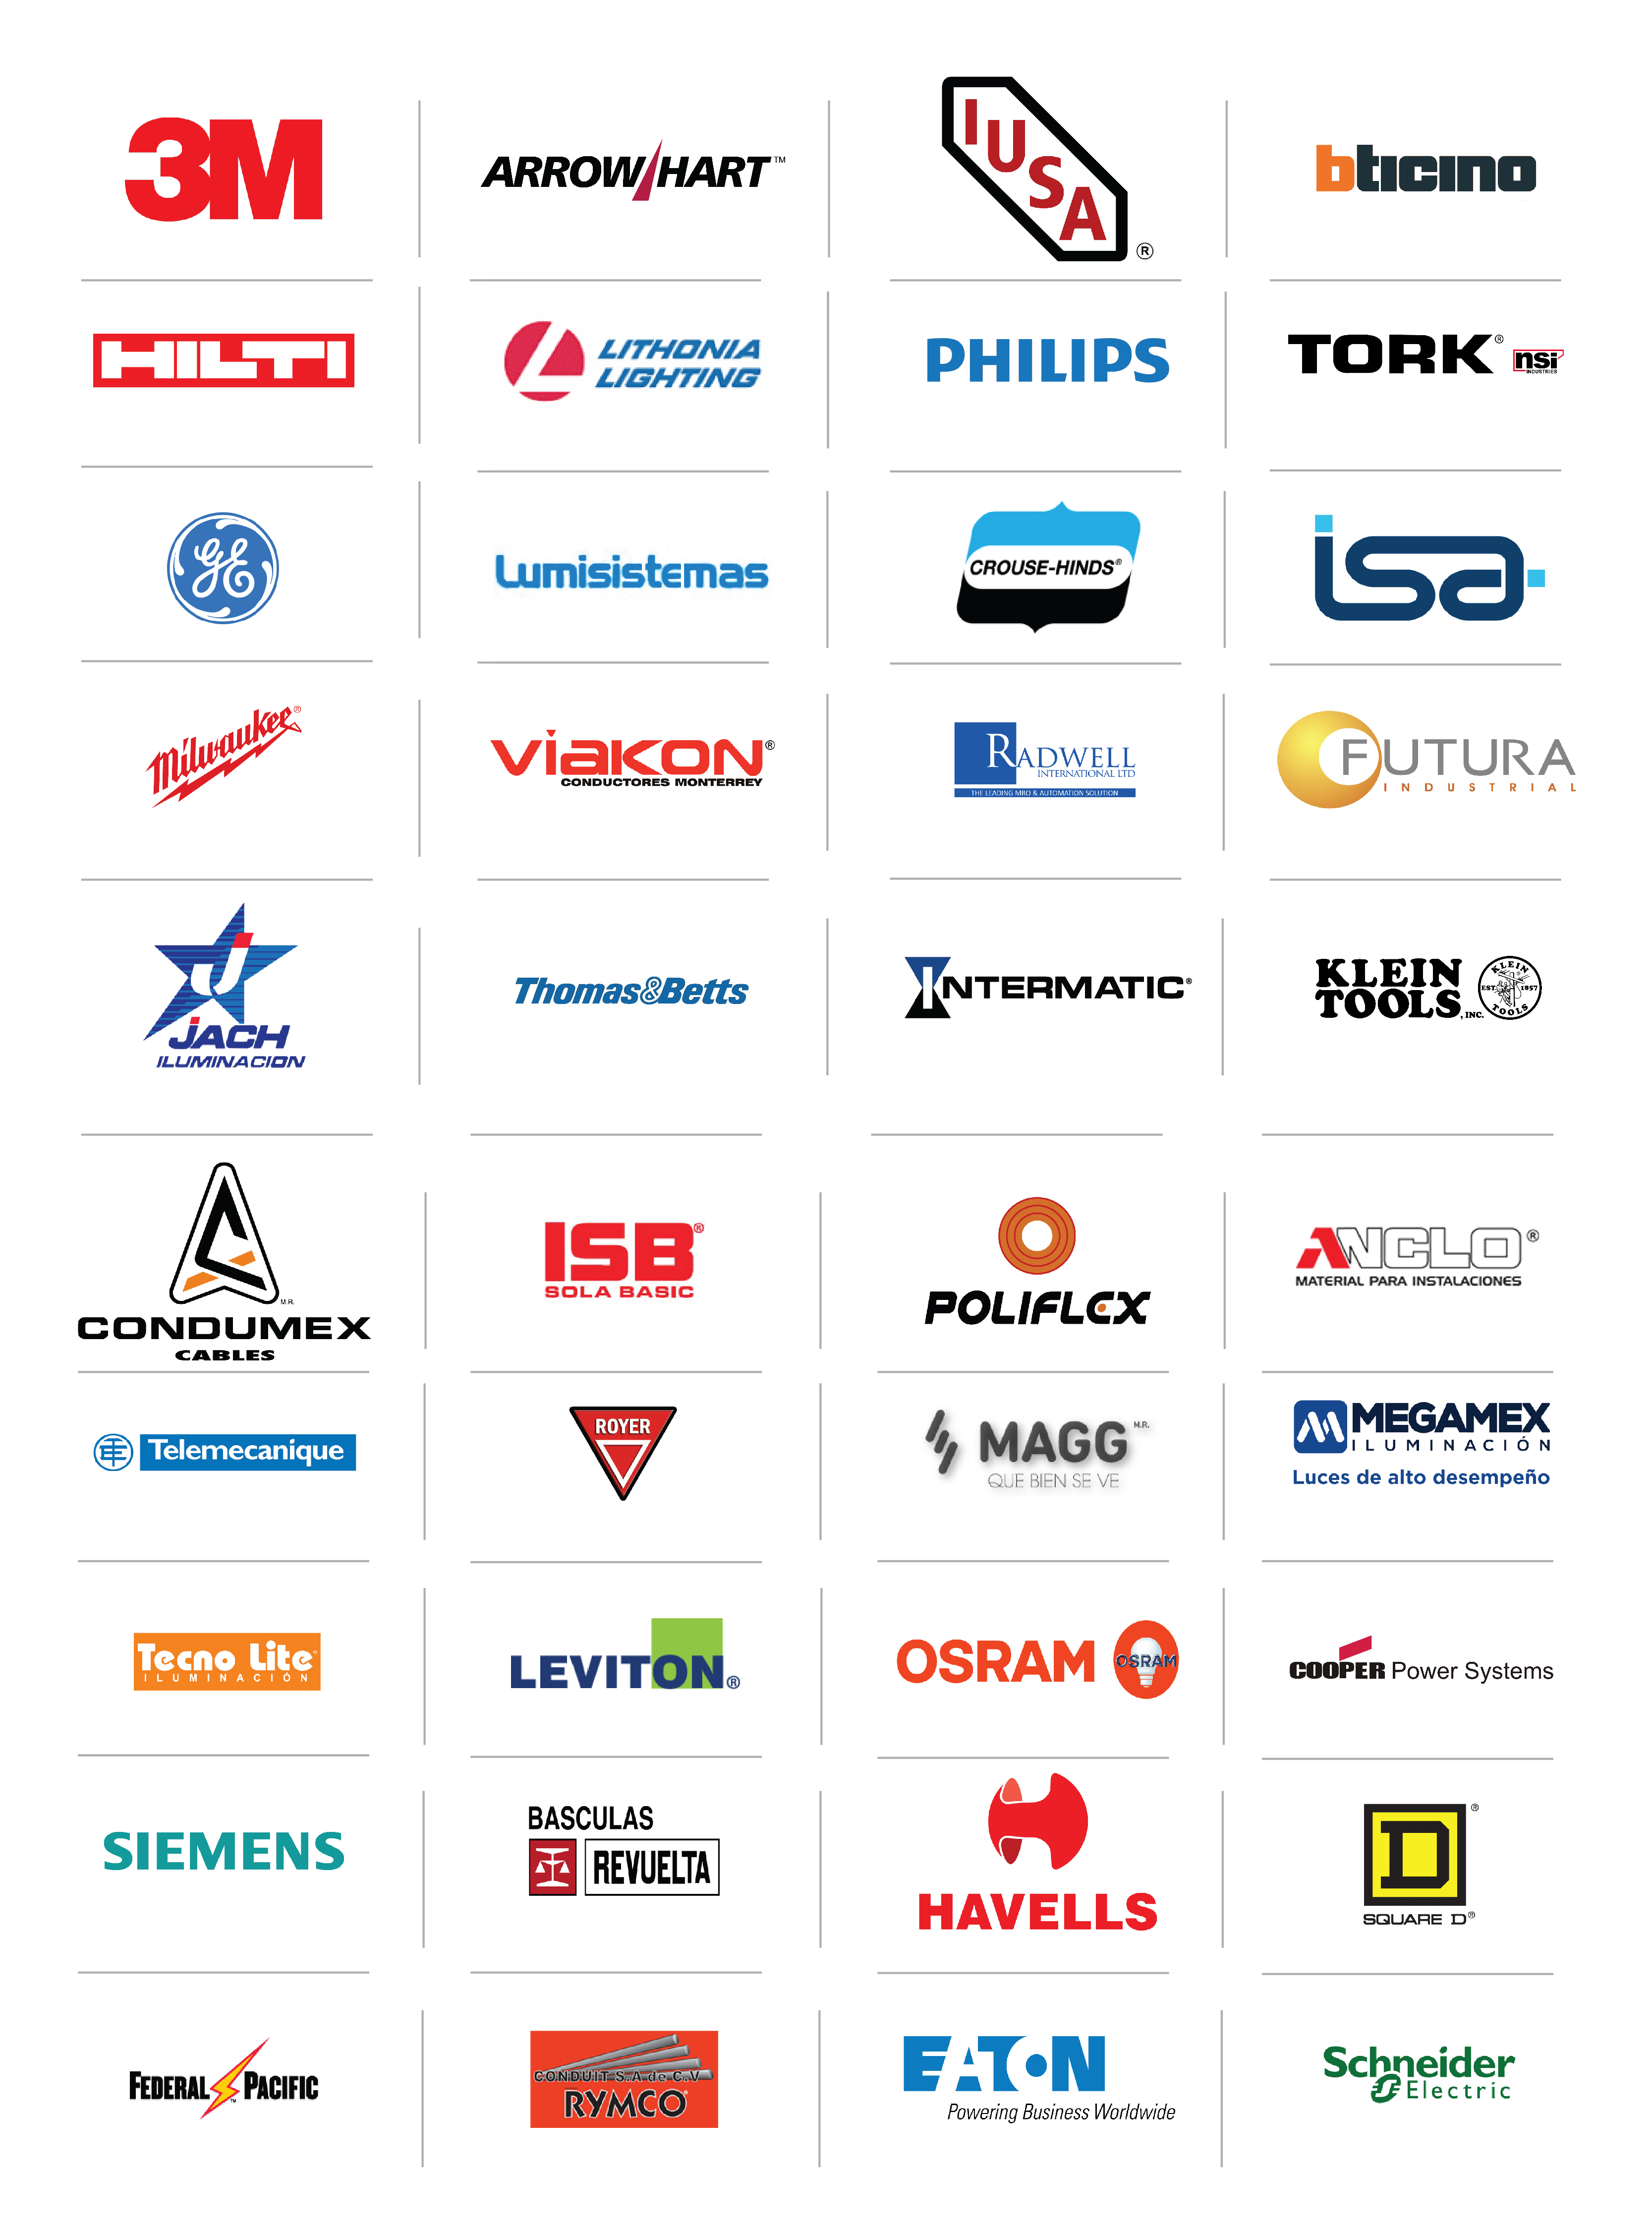 3M
ARROW HART™
IUSA
®
bticino
HILTI
LITHONIA
LIGHTING
PHILIPS
TORK®
nsi
INDUSTRIES
GE
Lumisistemas
CROUSE-HINDS®
isa
Milwaukee®
VIAKON®
CONDUCTORES MONTERREY
RADWELL
INTERNATIONAL LTD
THE LEADING MRO & AUTOMATION SOLUTION
FUTURA
INDUSTRIAL
J
JACH
ILUMINACION
Thomas&Betts
INTERMATIC®
KLEIN
TOOLS, INC.
KLEIN
EST. 1857
TOOLS
M.R.
CONDUMEX
CABLES
ISB®
SOLA BASIC
POLIFLEX
ANCLO®
MATERIAL PARA INSTALACIONES
Telemecanique
ROYER
MAGG M.R.
QUE BIEN SE VE
MEGAMEX
ILUMINACIÓN
Luces de alto desempeño
Tecno Lite®
ILUMINACIÓN
LEVITON®
OSRAM
OSRAM
COOPER Power Systems
SIEMENS
BASCULAS
REVUELTA
HAVELLS
D®
SQUARE D®
FEDERAL PACIFIC™
CONDUIT S.A de C.V
RYMCO
EATON
Powering Business Worldwide
Schneider
Electric